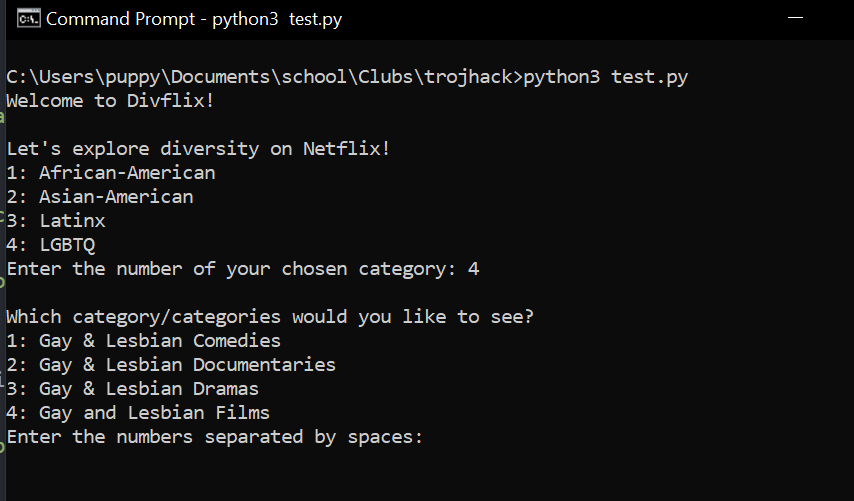 Command Prompt - python3  test.py
C:\Users\puppy\Documents\school\Clubs\trojhack>python3 test.py
Welcome to Divflix!
Let's explore diversity on Netflix!
1: African-American
2: Asian-American
3: Latinx
4: LGBTQ
Enter the number of your chosen category: 4
Which category/categories would you like to see?
1: Gay & Lesbian Comedies
2: Gay & Lesbian Documentaries
3: Gay & Lesbian Dramas
4: Gay and Lesbian Films
Enter the numbers separated by spaces: